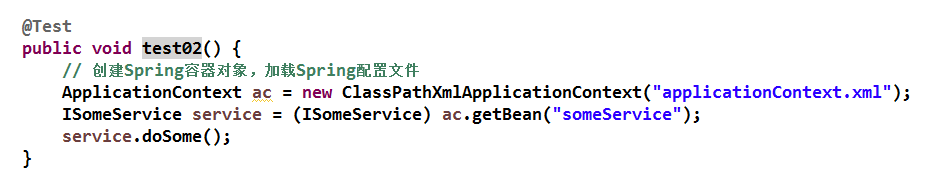 @Test
public void test02() {
    // 创建Spring容器对象，加载Spring配置文件
    ApplicationContext ac = new ClassPathXmlApplicationContext("applicationContext.xml");
    ISomeService service = (ISomeService) ac.getBean("someService");
    service.doSome();
}